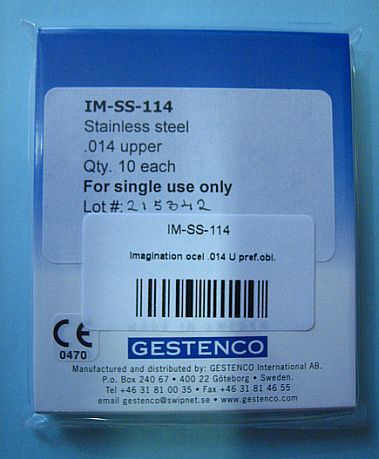 IM-SS-114
Stainless steel
.014 upper
Qty. 10 each
For single use only
Lot #: 215342
IM-SS-114
Imagination ocel .014 U pref.obl.
CE
0470
GESTENCO
Manufactured and distributed by: GESTENCO International AB.
P.o. Box 240 67 • 400 22 Göteborg • Sweden.
Tel +46 31 81 00 35 • Fax +46 31 81 46 55
email gestenco@swipnet.se • www.gestenco.com